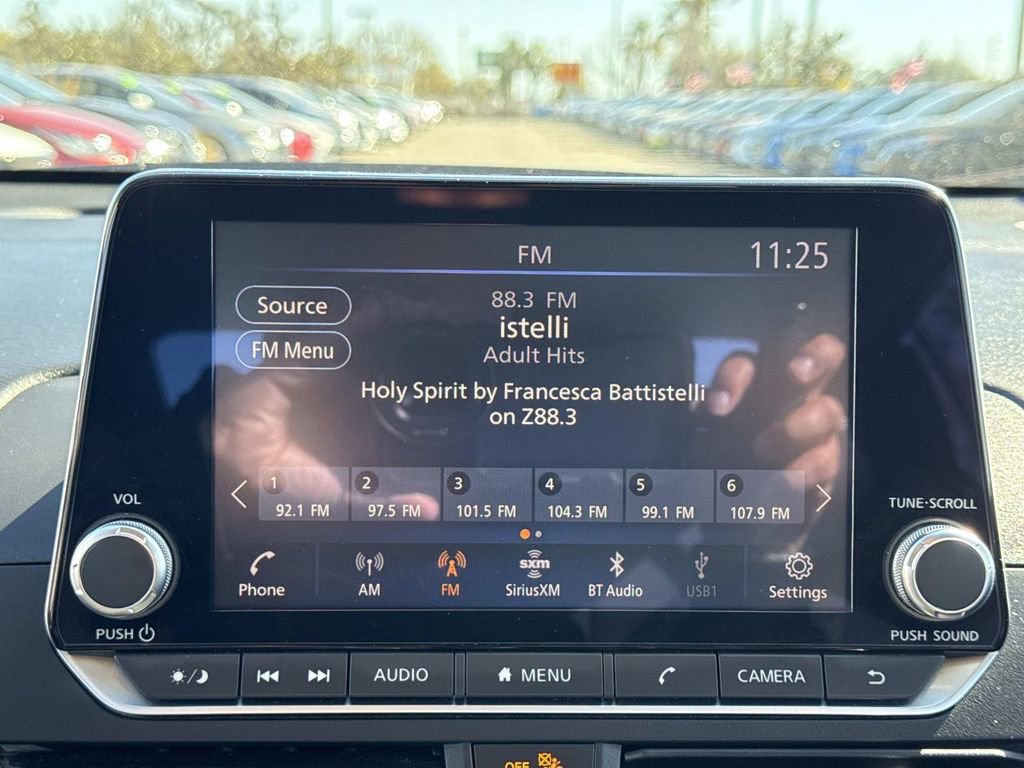 FM
11:25
Source
88.3 FM
istelli
FM Menu
Adult Hits
Holy Spirit by Francesca Battistelli
on Z88.3
1 2 3 4 5 6
92.1 FM 97.5 FM 101.5 FM 104.3 FM 99.1 FM 107.9 FM
VOL
TUNE·SCROLL
sxm
Phone AM FM SiriusXM BT Audio USB1 Settings
PUSH
PUSH SOUND
AUDIO MENU CAMERA
OFF